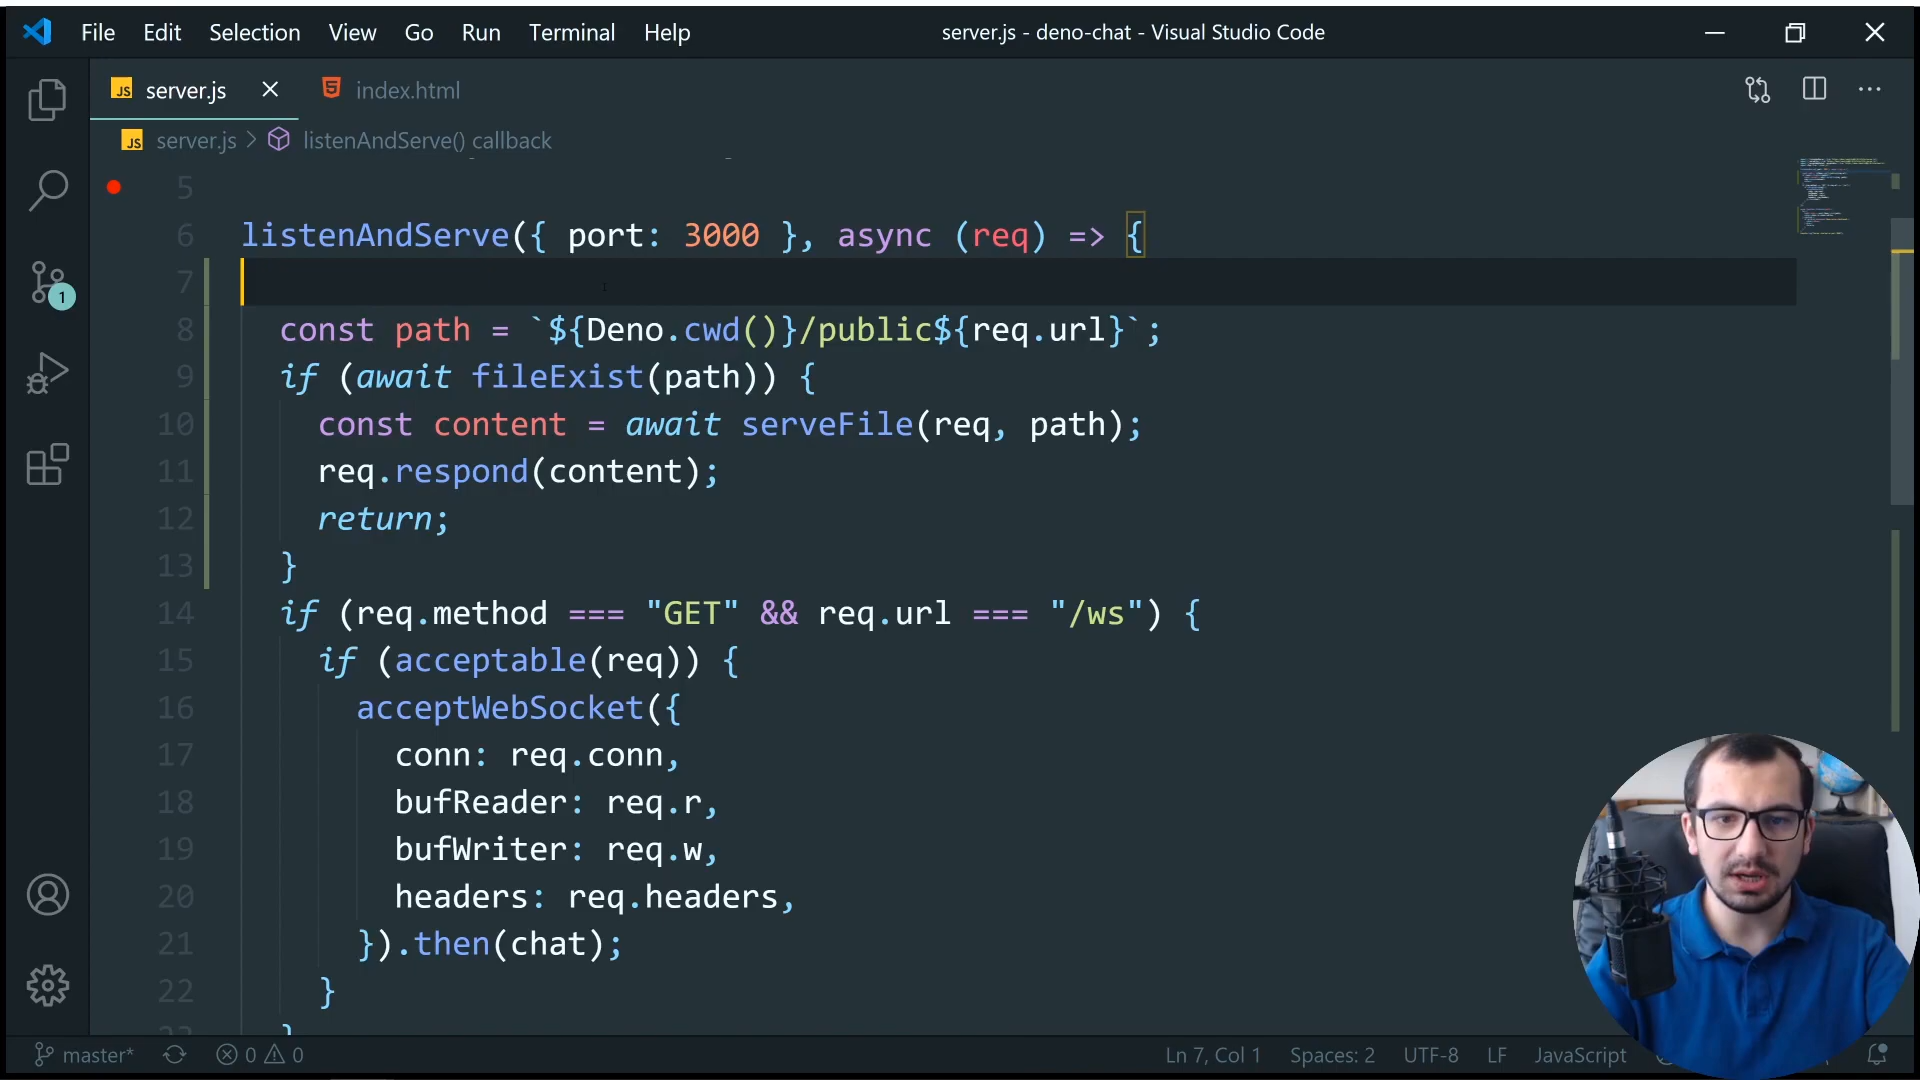 File Edit Selection View Go Run Terminal Help
server.js - deno-chat - Visual Studio Code
JS server.js
index.html
JS server.js > listenAndServe() callback
5
6 listenAndServe({ port: 3000 }, async (req) => {
7
8 const path = `${Deno.cwd()}/public${req.url}`;
9 if (await fileExist(path)) {
10 const content = await serveFile(req, path);
11 req.respond(content);
12 return;
13 }
14 if (req.method === "GET" && req.url === "/ws") {
15 if (acceptable(req)) {
16 acceptWebSocket({
17 conn: req.conn,
18 bufReader: req.r,
19 bufWriter: req.w,
20 headers: req.headers,
21 }).then(chat);
22 }
1
master* 0 0
Ln 7, Col 1 Spaces: 2 UTF-8 LF JavaScript